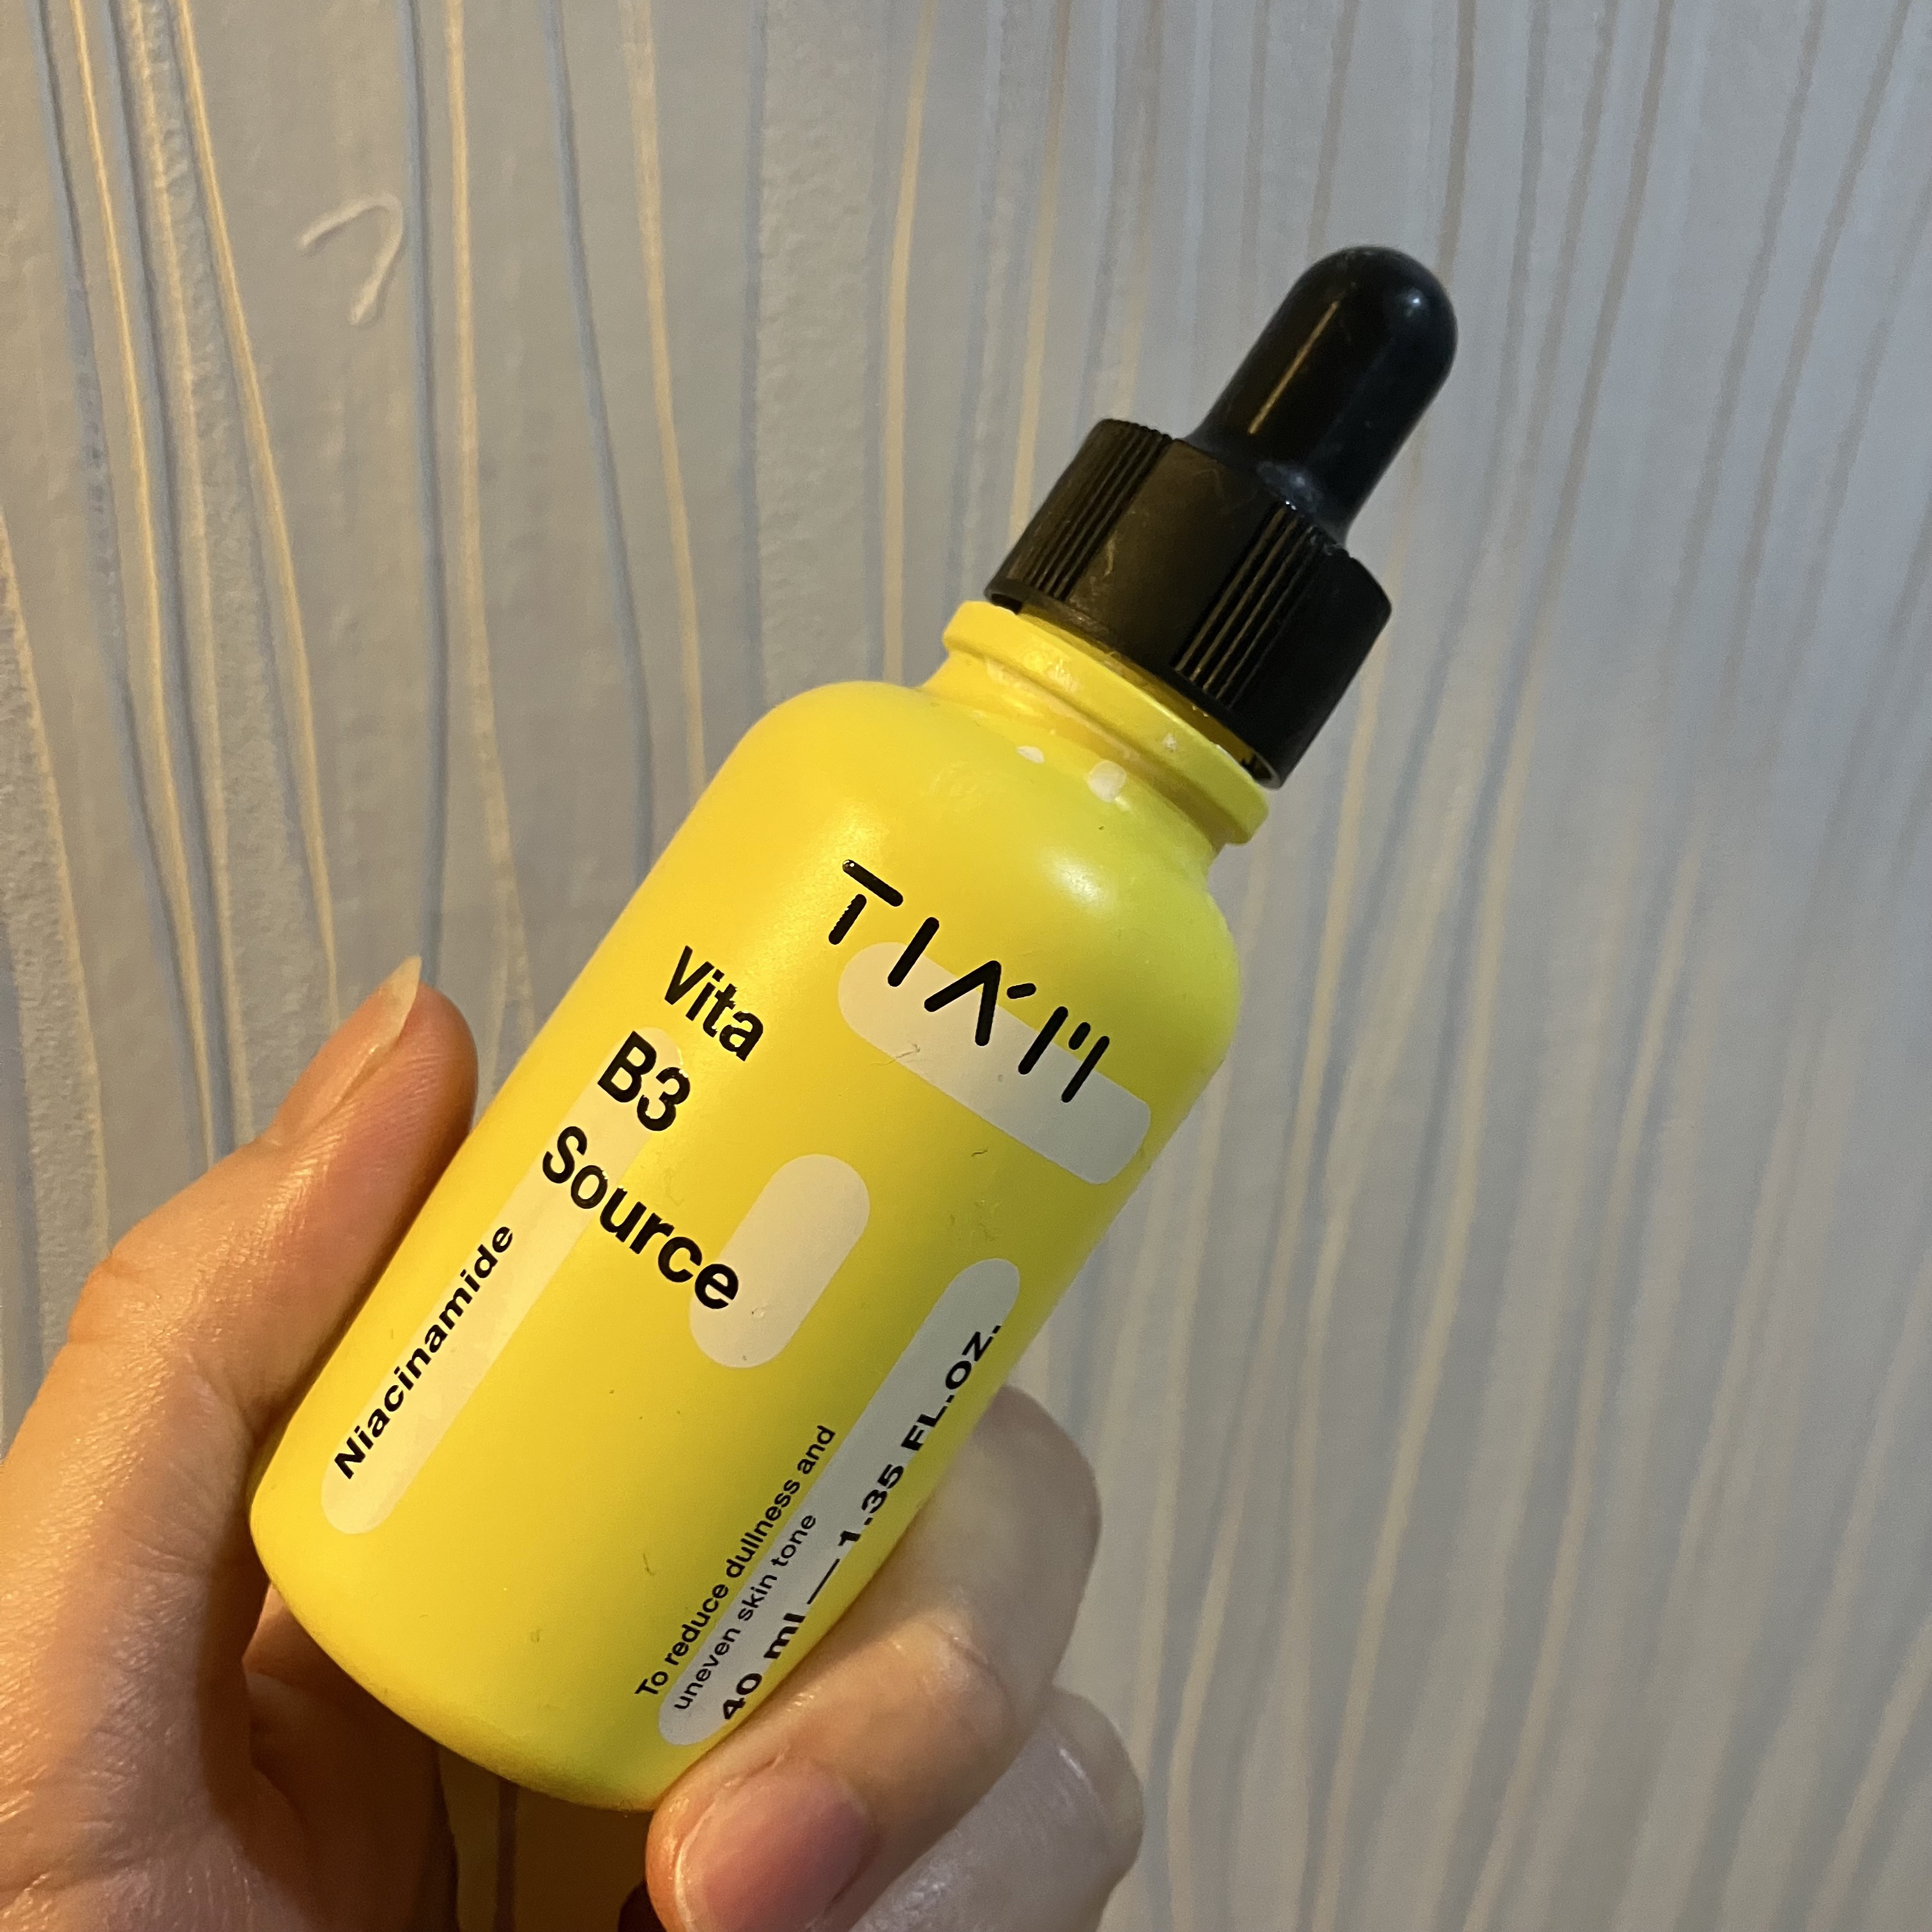 TIAM
Vita
B3
Source
Niacinamide
To reduce dullness and
uneven skin tone
40 ml—1.35 FL.OZ.